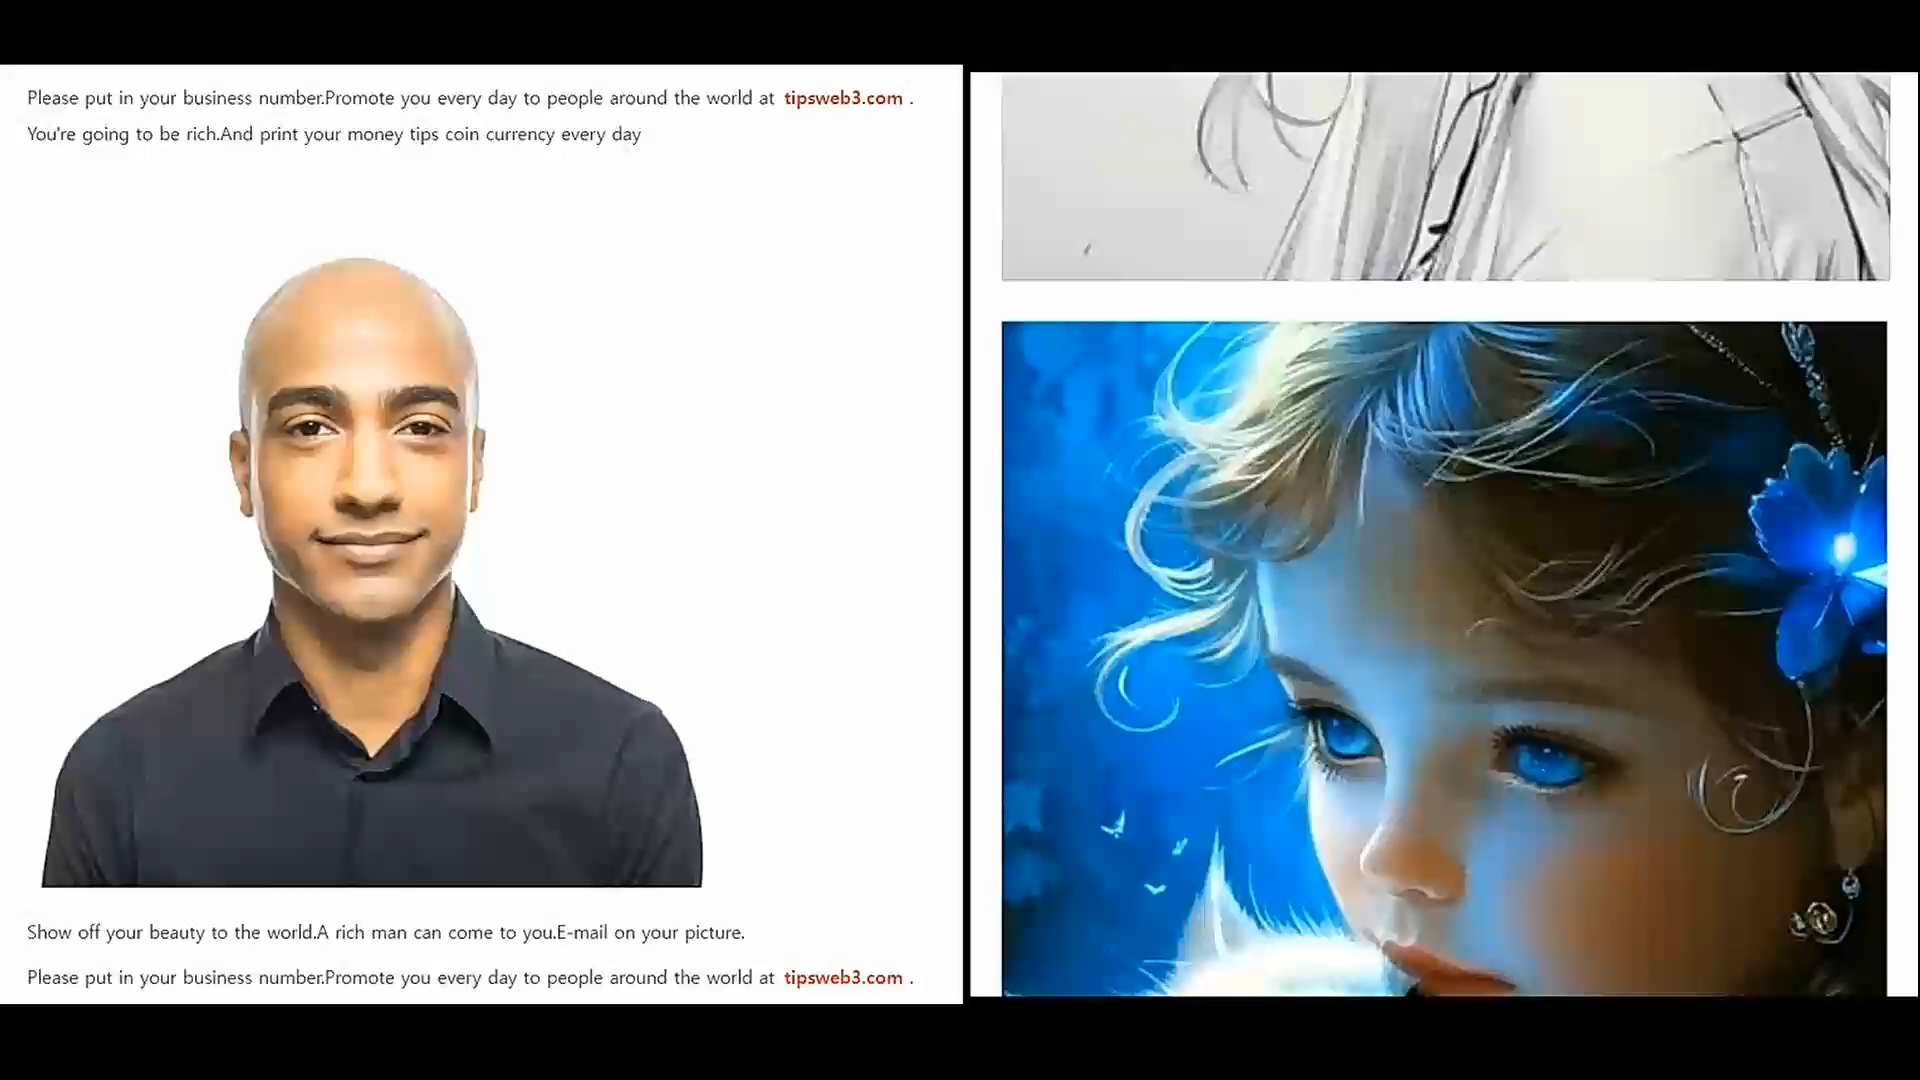 Please put in your business number.Promote you every day to people around the world at tipsweb3.com .
You're going to be rich.And print your money tips coin currency every day
Show off your beauty to the world.A rich man can come to you.E-mail on your picture.
Please put in your business number.Promote you every day to people around the world at tipsweb3.com .